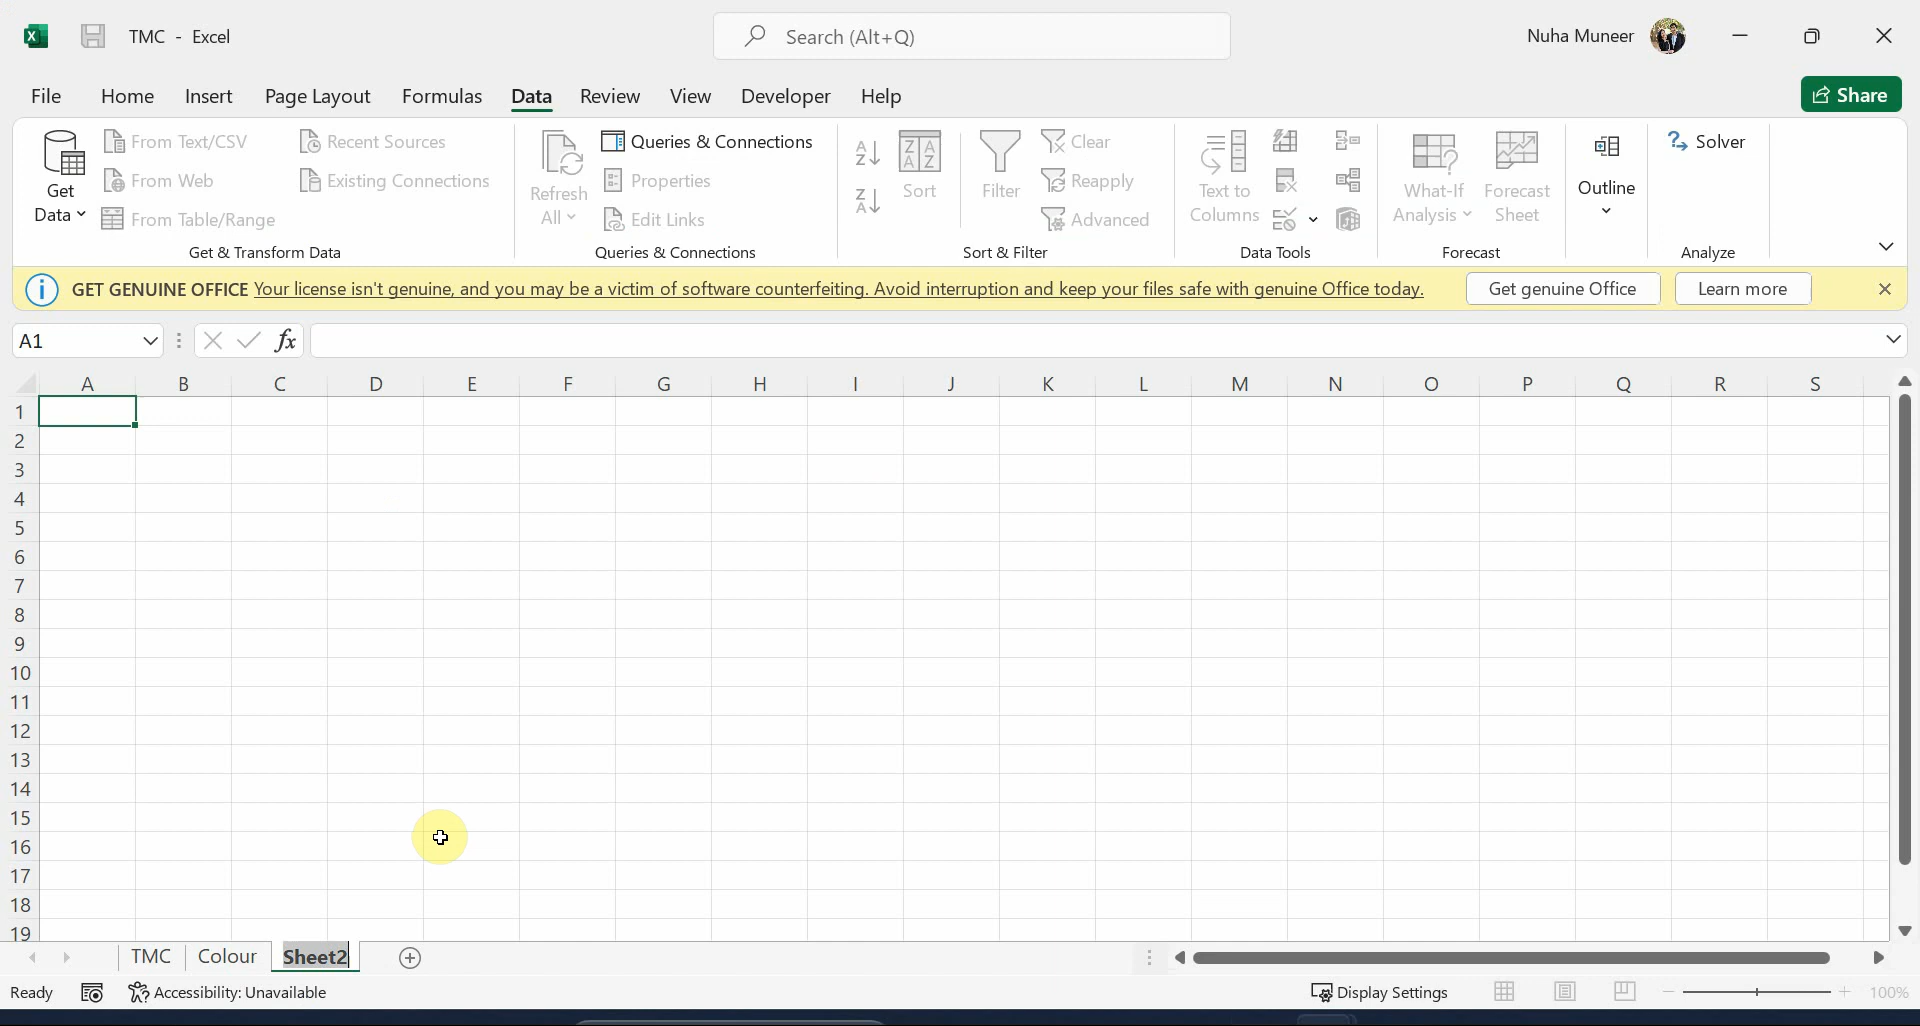 TMC - Excel
Search (Alt+Q)
Nuha Muneer
File Home Insert Page Layout Formulas Data Review View Developer Help
Share
Get Data
From Text/CSV
From Web
From Table/Range
Recent Sources
Existing Connections
Get & Transform Data
Refresh All
Queries & Connections
Properties
Edit Links
Queries & Connections
Sort
Filter
Clear
Reapply
Advanced
Sort & Filter
Text to Columns
Data Tools
What-If Analysis
Forecast Sheet
Forecast
Outline
Solver
Analyze
GET GENUINE OFFICE Your license isn't genuine, and you may be a victim of software counterfeiting. Avoid interruption and keep your files safe with genuine Office today.
Get genuine Office
Learn more
A1
fx
A B C D E F G H I J K L M N O P Q R S
1
2
3
4
5
6
7
8
9
10
11
12
13
14
15
16
17
18
19
TMC Colour Sheet2
Ready
Accessibility: Unavailable
Display Settings
100%